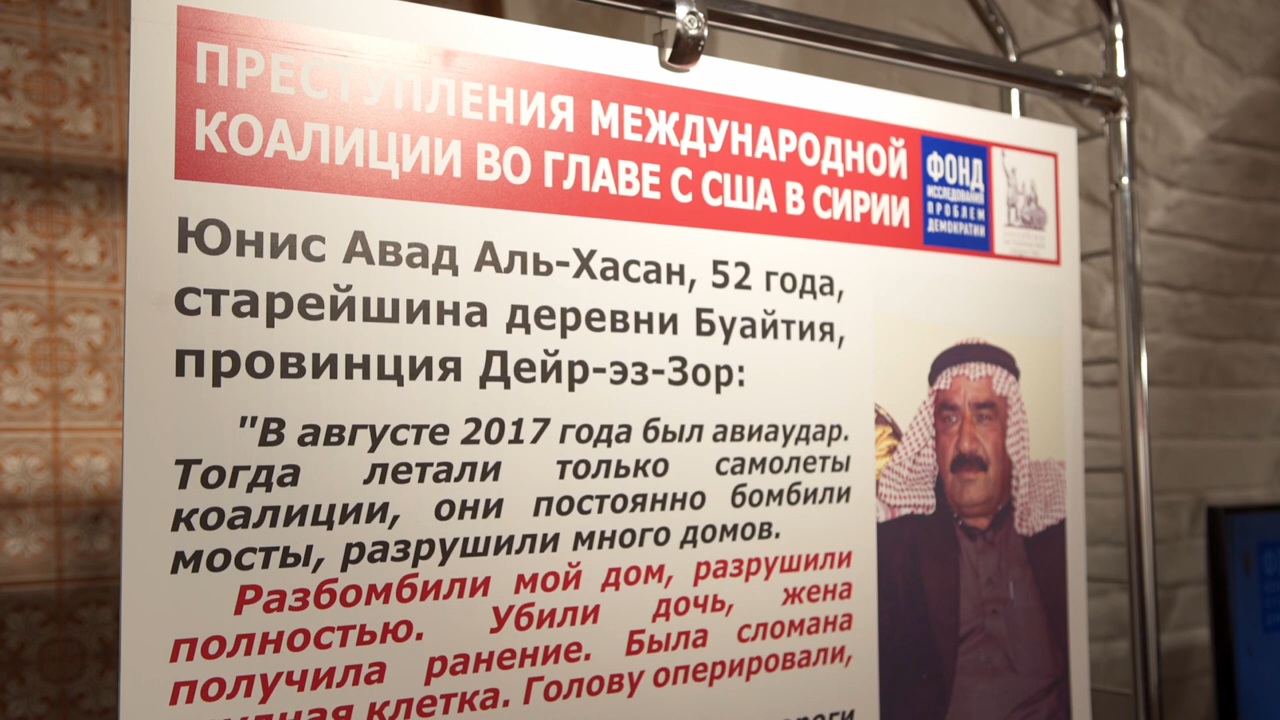 ПРЕСТУПЛЕНИЯ МЕЖДУНАРОДНОЙ
КОАЛИЦИИ ВО ГЛАВЕ С США В СИРИИ
ФОНД
ИССЛЕДОВАНИЯ
ПРОБЛЕМ
ДЕМОКРАТИИ
Юнис Авад Аль-Хасан, 52 года,
старейшина деревни Буайтия,
провинция Дейр-эз-Зор:
"В августе 2017 года был авиаудар.
Тогда летали только самолеты
коалиции, они постоянно бомбили
мосты, разрушили много домов.
Разбомбили мой дом, разрушили
полностью. Убили дочь, жена
получила ранение. Была сломана
грудная клетка. Голову оперировали,